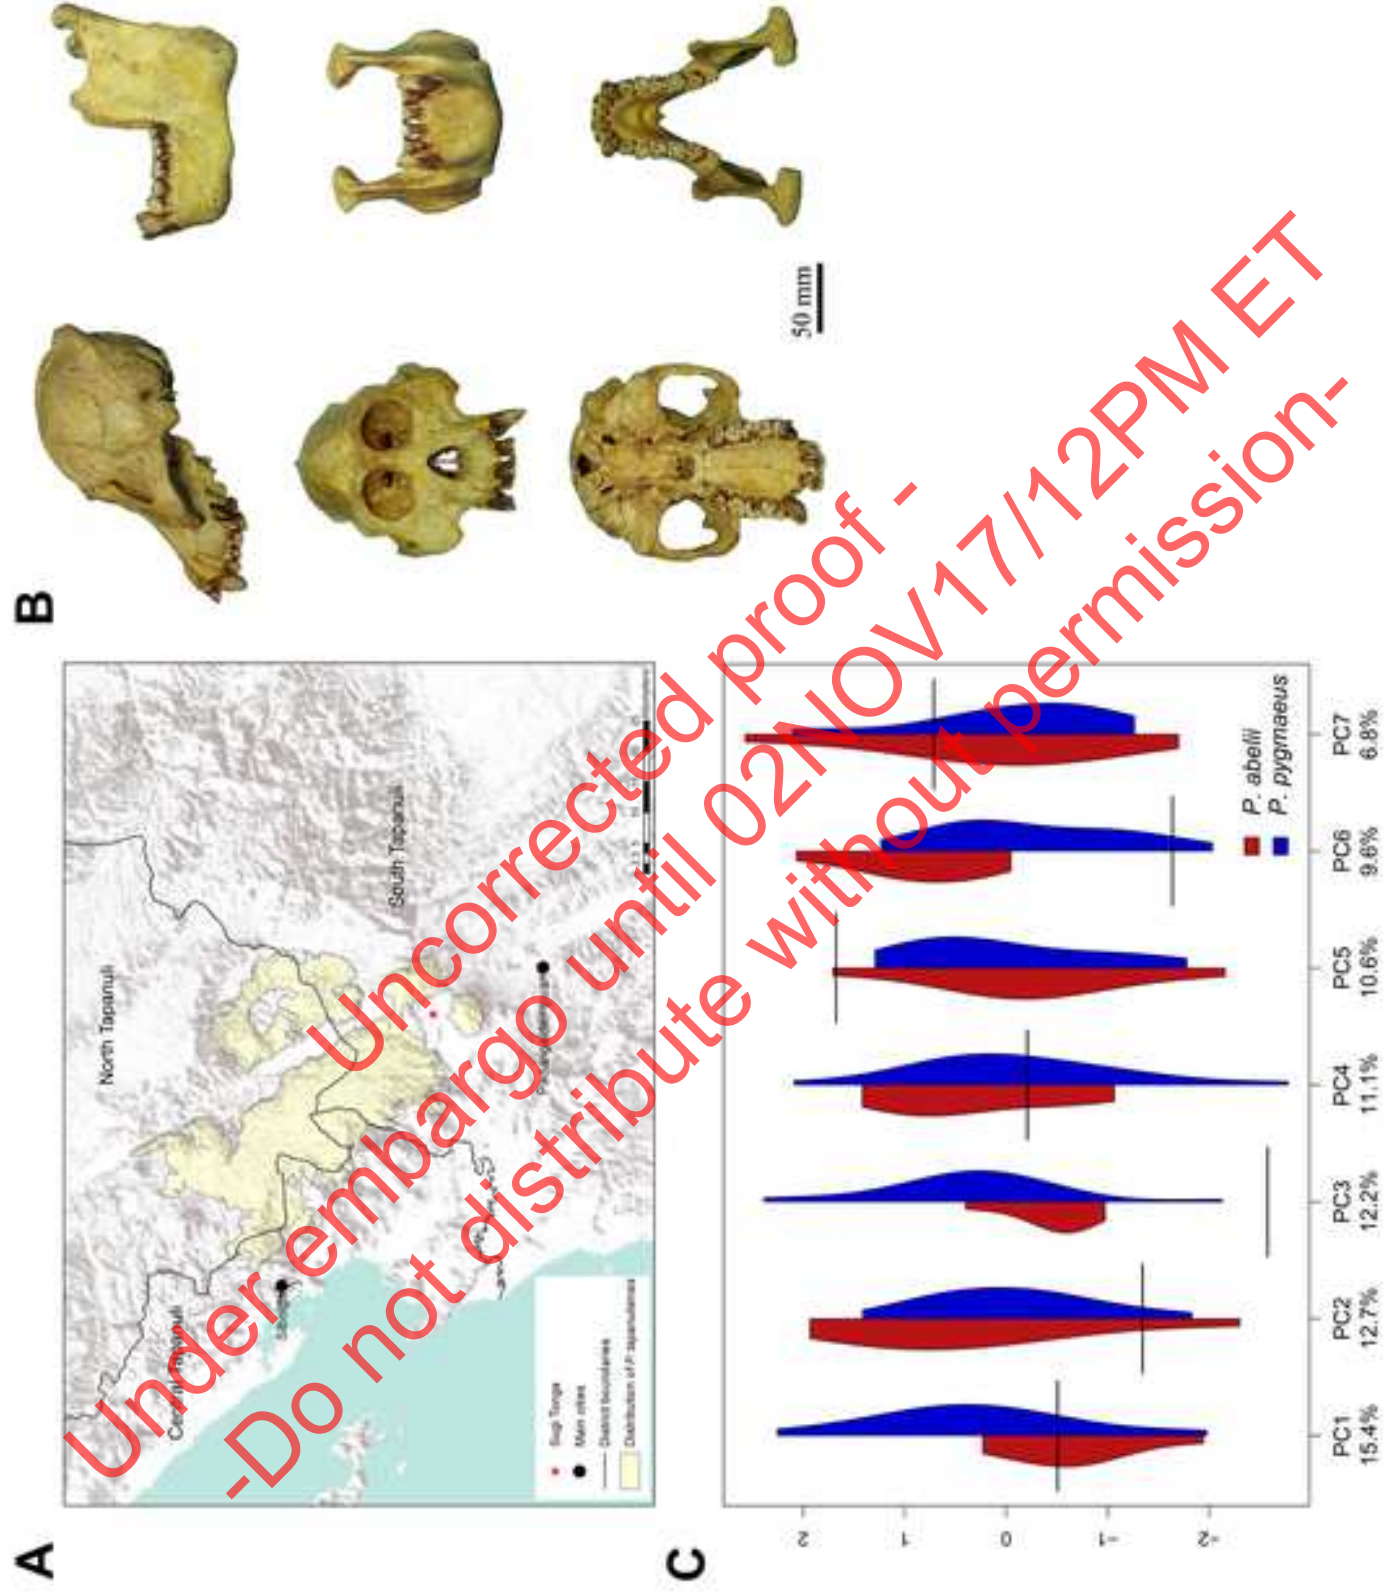 A
North Tapanuli
Central Tapanuli
South Tapanuli
Sugi Tonga
Main cities
District boundaries
Distribution of P. tapanuliensis
B
50 mm
C
2
1
0
-1
-2
PC1 PC2 PC3 PC4 PC5 PC6 PC7
15.4% 12.7% 12.2% 11.1% 10.6% 9.6% 6.8%
P. abelii
P. pygmaeus
Uncorrected proof -
Under embargo until 02NOV/17/12PM ET
-Do not distribute without permission-